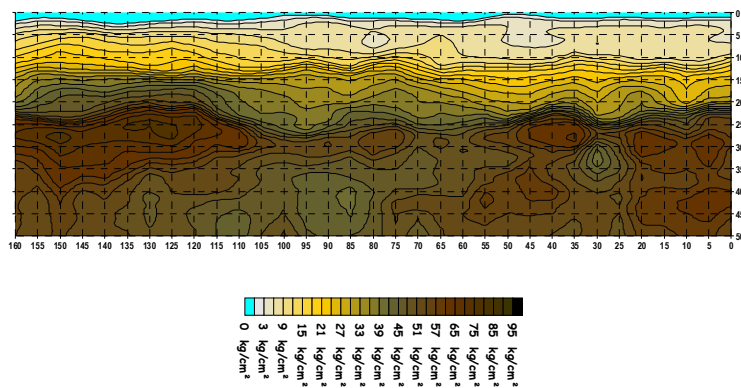 0
5
10
15
20
25
30
35
40
45
50
160 155 150 145 140 135 130 125 120 115 110 105 100 95 90 85 80 75 70 65 60 55 50 45 40 35 30 25 20 15 10 5 0
0 kg/cm²
3 kg/cm²
9 kg/cm²
15 kg/cm²
21 kg/cm²
27 kg/cm²
33 kg/cm²
39 kg/cm²
45 kg/cm²
51 kg/cm²
57 kg/cm²
65 kg/cm²
75 kg/cm²
85 kg/cm²
95 kg/cm²